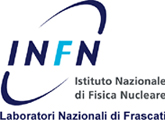 INFN
Istituto Nazionale
di Fisica Nucleare
Laboratori Nazionali di Frascati